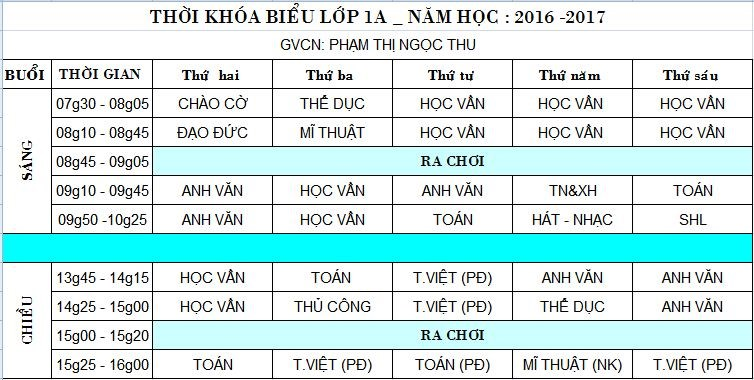 THỜI KHÓA BIỂU LỚP 1A _ NĂM HỌC : 2016 -2017
GVCN: PHẠM THỊ NGỌC THU
BUỔI THỜI GIAN Thứ hai Thứ ba Thứ tư Thứ năm Thứ sáu
SÁNG
07g30 - 08g05 CHÀO CỜ THỂ DỤC HỌC VẦN HỌC VẦN HỌC VẦN
08g10 - 08g45 ĐẠO ĐỨC MĨ THUẬT HỌC VẦN HỌC VẦN HỌC VẦN
08g45 - 09g05 RA CHƠI
09g10 - 09g45 ANH VĂN HỌC VẦN ANH VĂN TN&XH TOÁN
09g50 -10g25 ANH VĂN HỌC VẦN TOÁN HÁT - NHẠC SHL
CHIỀU
13g45 - 14g15 HỌC VẦN TOÁN T.VIỆT (PĐ) ANH VĂN ANH VĂN
14g25 - 15g00 HỌC VẦN THỦ CÔNG T.VIỆT (PĐ) THỂ DỤC ANH VĂN
15g00 - 15g20 RA CHƠI
15g25 - 16g00 TOÁN T.VIỆT (PĐ) TOÁN (PĐ) MĨ THUẬT (NK) T.VIỆT (PĐ)